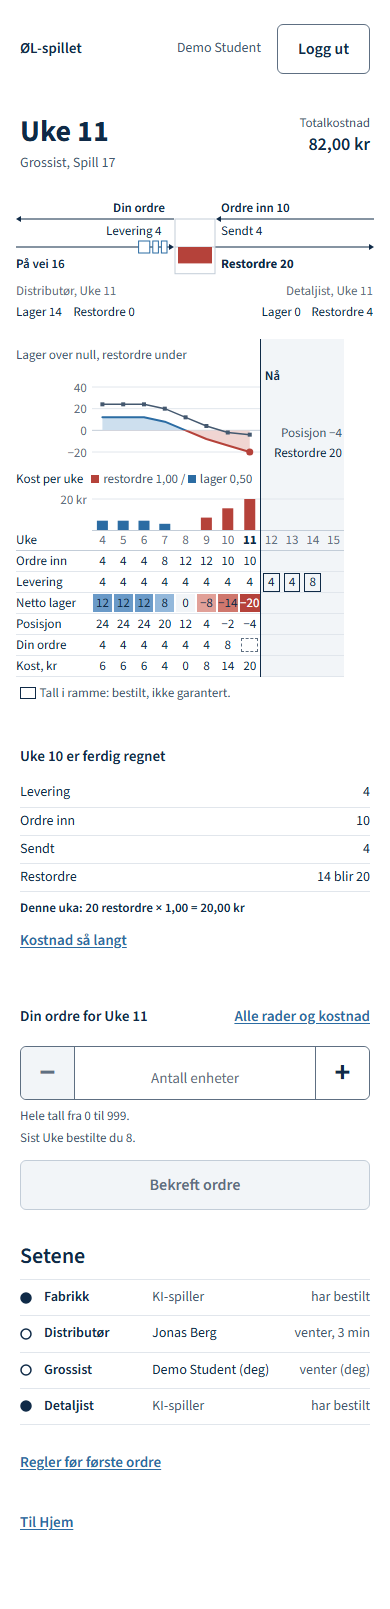 ØL-spillet Demo Student Logg ut
Uke 11 Totalkostnad
Grossist, Spill 17 82,00 kr
Din ordre Ordre inn 10
Levering 4 Sendt 4
På vei 16 Restordre 20
Distributør, Uke 11 Detaljist, Uke 11
Lager 14 Restordre 0 Lager 0 Restordre 4
Lager over null, restordre under
Nå
40
20
0
−20
Posisjon −4
Restordre 20
Kost per uke restordre 1,00 / lager 0,50
20 kr
Uke 4 5 6 7 8 9 10 11 12 13 14 15
Ordre inn 4 4 4 8 12 12 10 10
Levering 4 4 4 4 4 4 4 4 4 4 8
Netto lager 12 12 12 8 0 −8 −14 −20
Posisjon 24 24 24 20 12 4 −2 −4
Din ordre 4 4 4 4 4 4 8
Kost, kr 6 6 6 4 0 8 14 20
Tall i ramme: bestilt, ikke garantert.
Uke 10 er ferdig regnet
Levering 4
Ordre inn 10
Sendt 4
Restordre 14 blir 20
Denne uka: 20 restordre × 1,00 = 20,00 kr
Kostnad så langt
Din ordre for Uke 11 Alle rader og kostnad
− Antall enheter +
Hele tall fra 0 til 999.
Sist Uke bestilte du 8.
Bekreft ordre
Setene
Fabrikk KI-spiller har bestilt
Distributør Jonas Berg venter, 3 min
Grossist Demo Student (deg) venter (deg)
Detaljist KI-spiller har bestilt
Regler før første ordre
Til Hjem